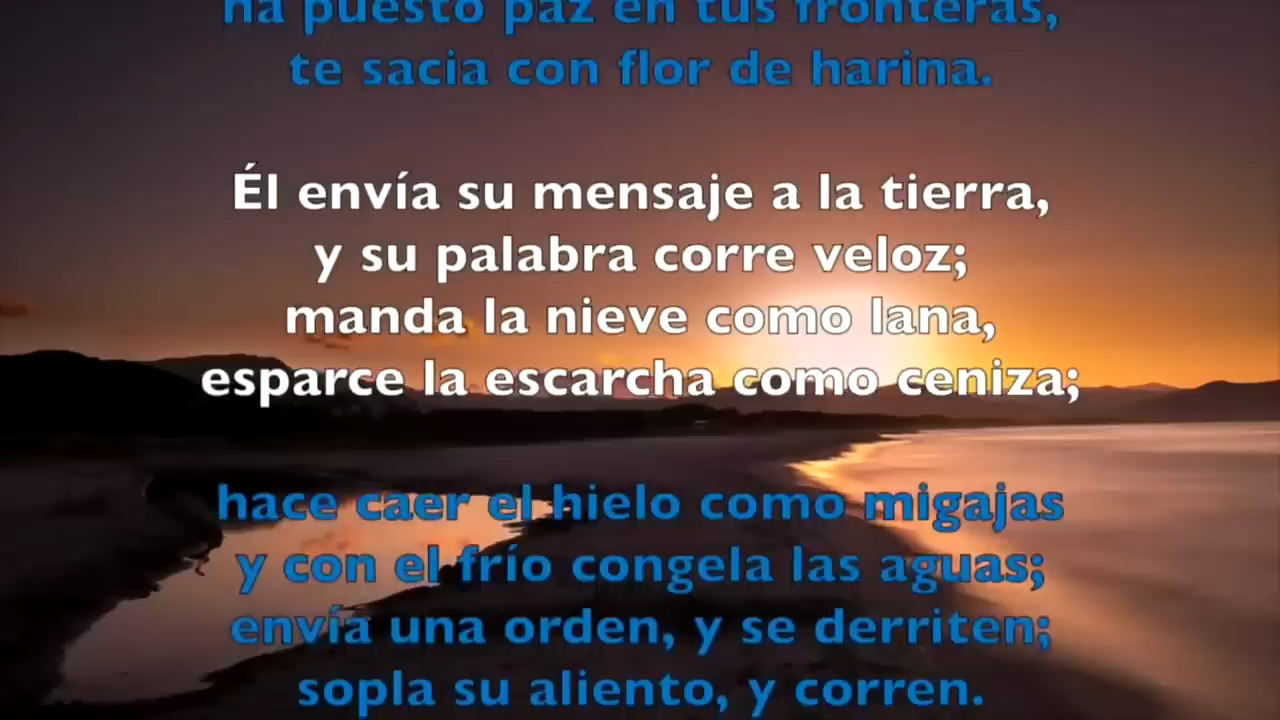 ha puesto paz en tus fronteras,
te sacia con flor de harina.
Él envía su mensaje a la tierra,
y su palabra corre veloz;
manda la nieve como lana,
esparce la escarcha como ceniza;
hace caer el hielo como migajas
y con el frío congela las aguas;
envía una orden, y se derriten;
sopla su aliento, y corren.